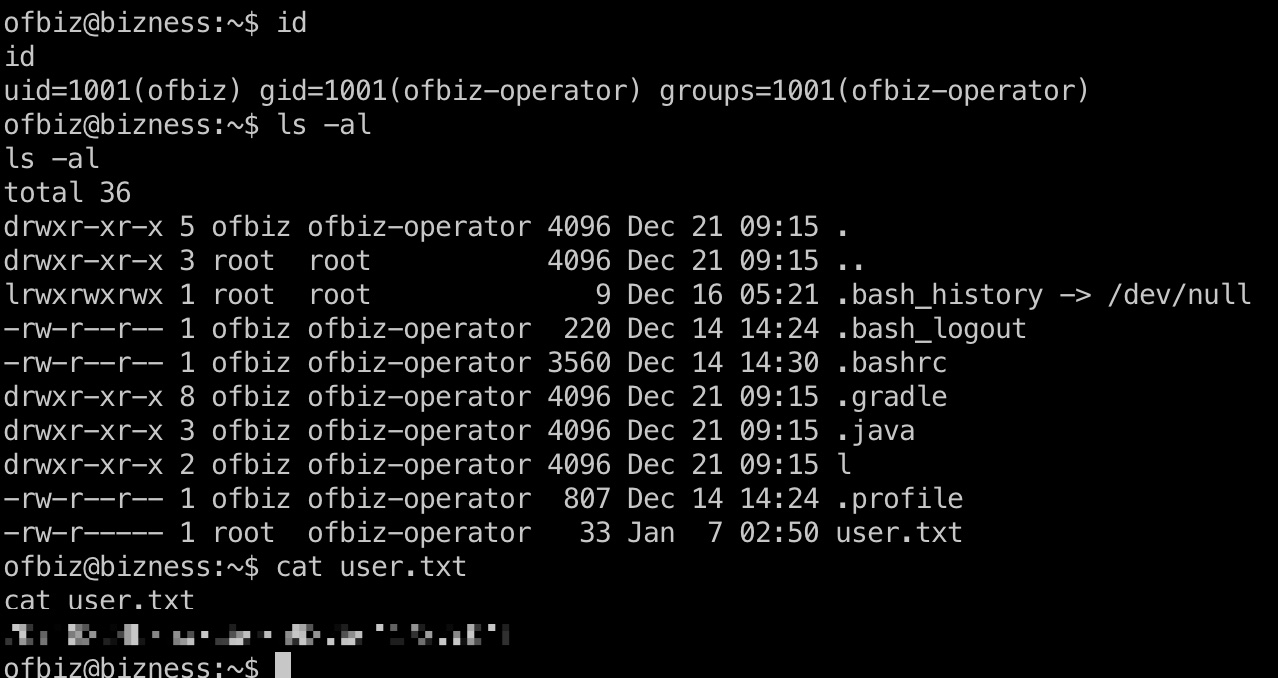 ofbiz@bizness:~$ id
id
uid=1001(ofbiz) gid=1001(ofbiz-operator) groups=1001(ofbiz-operator)
ofbiz@bizness:~$ ls -al
ls -al
total 36
drwxr-xr-x 5 ofbiz ofbiz-operator 4096 Dec 21 09:15 .
drwxr-xr-x 3 root  root           4096 Dec 21 09:15 ..
lrwxrwxrwx 1 root  root              9 Dec 16 05:21 .bash_history -> /dev/null
-rw-r--r-- 1 ofbiz ofbiz-operator  220 Dec 14 14:24 .bash_logout
-rw-r--r-- 1 ofbiz ofbiz-operator 3560 Dec 14 14:30 .bashrc
drwxr-xr-x 8 ofbiz ofbiz-operator 4096 Dec 21 09:15 .gradle
drwxr-xr-x 3 ofbiz ofbiz-operator 4096 Dec 21 09:15 .java
drwxr-xr-x 2 ofbiz ofbiz-operator 4096 Dec 21 09:15 l
-rw-r--r-- 1 ofbiz ofbiz-operator  807 Dec 14 14:24 .profile
-rw-r----- 1 root  ofbiz-operator   33 Jan  7 02:50 user.txt
ofbiz@bizness:~$ cat user.txt
cat user.txt
ofbiz@bizness:~$